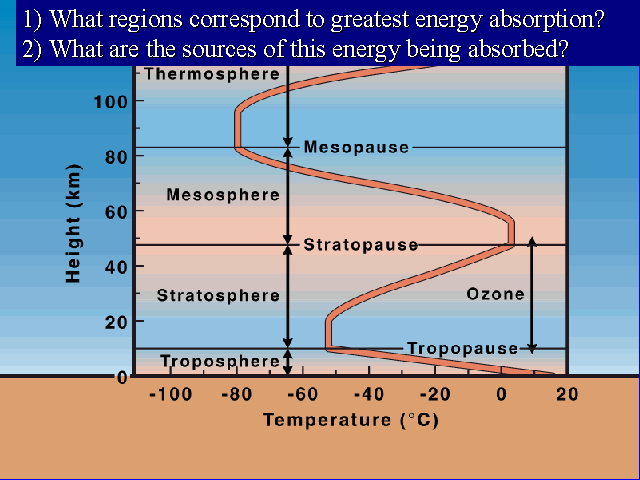 1) What regions correspond to greatest energy absorption?
2) What are the sources of this energy being absorbed?
Thermosphere
100
Mesopause
80
Mesosphere
60
Stratopause
40
Stratosphere
Ozone
20
Tropopause
Troposphere
0
Height (km)
-100 -80 -60 -40 -20 0 20
Temperature (°C)